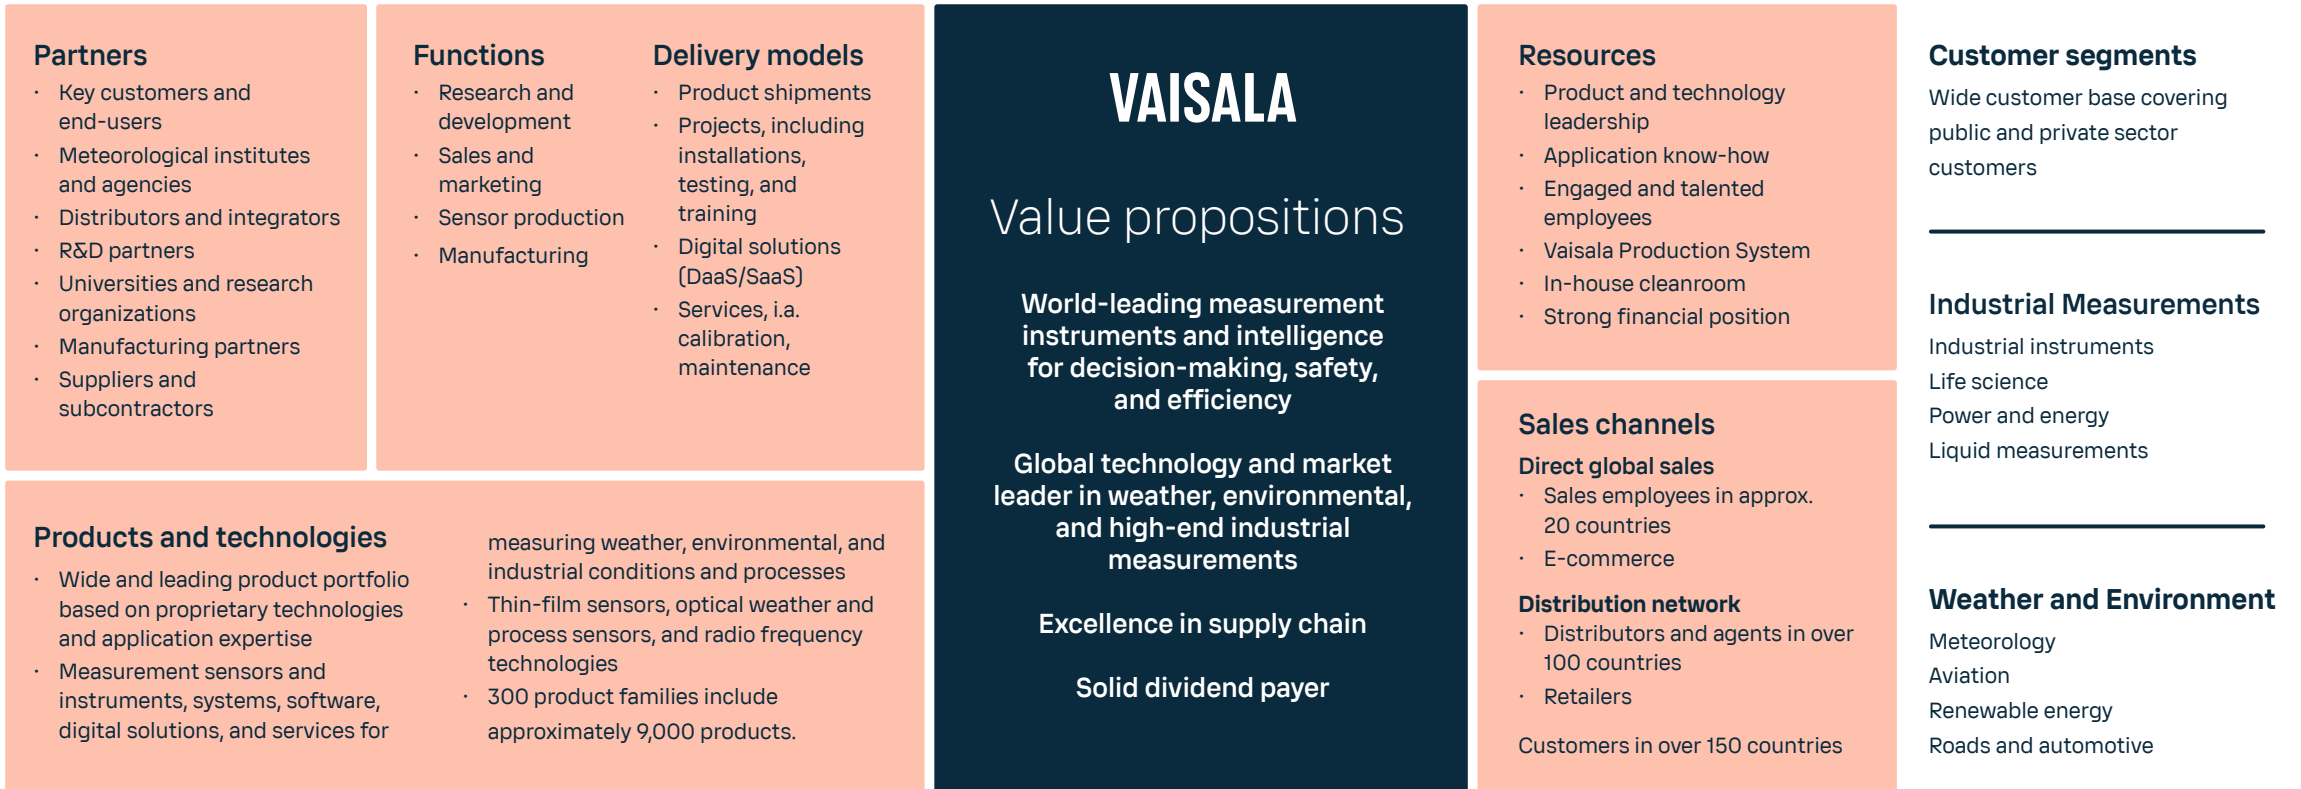 Partners
· Key customers and
end-users
· Meteorological institutes
and agencies
· Distributors and integrators
· R&D partners
· Universities and research
organizations
· Manufacturing partners
· Suppliers and
subcontractors
Functions
· Research and
development
· Sales and
marketing
· Sensor production
· Manufacturing
Delivery models
· Product shipments
· Projects, including
installations,
testing, and
training
· Digital solutions
(DaaS/SaaS)
· Services, i.a.
calibration,
maintenance
Products and technologies
· Wide and leading product portfolio
based on proprietary technologies
and application expertise
· Measurement sensors and
instruments, systems, software,
digital solutions, and services for
measuring weather, environmental, and
industrial conditions and processes
· Thin-film sensors, optical weather and
process sensors, and radio frequency
technologies
· 300 product families include
approximately 9,000 products.
VAISALA
Value propositions
World-leading measurement
instruments and intelligence
for decision-making, safety,
and efficiency
Global technology and market
leader in weather, environmental,
and high-end industrial
measurements
Excellence in supply chain
Solid dividend payer
Resources
· Product and technology
leadership
· Application know-how
· Engaged and talented
employees
· Vaisala Production System
· In-house cleanroom
· Strong financial position
Sales channels
Direct global sales
· Sales employees in approx.
20 countries
· E-commerce
Distribution network
· Distributors and agents in over
100 countries
· Retailers
Customers in over 150 countries
Customer segments
Wide customer base covering
public and private sector
customers
Industrial Measurements
Industrial instruments
Life science
Power and energy
Liquid measurements
Weather and Environment
Meteorology
Aviation
Renewable energy
Roads and automotive